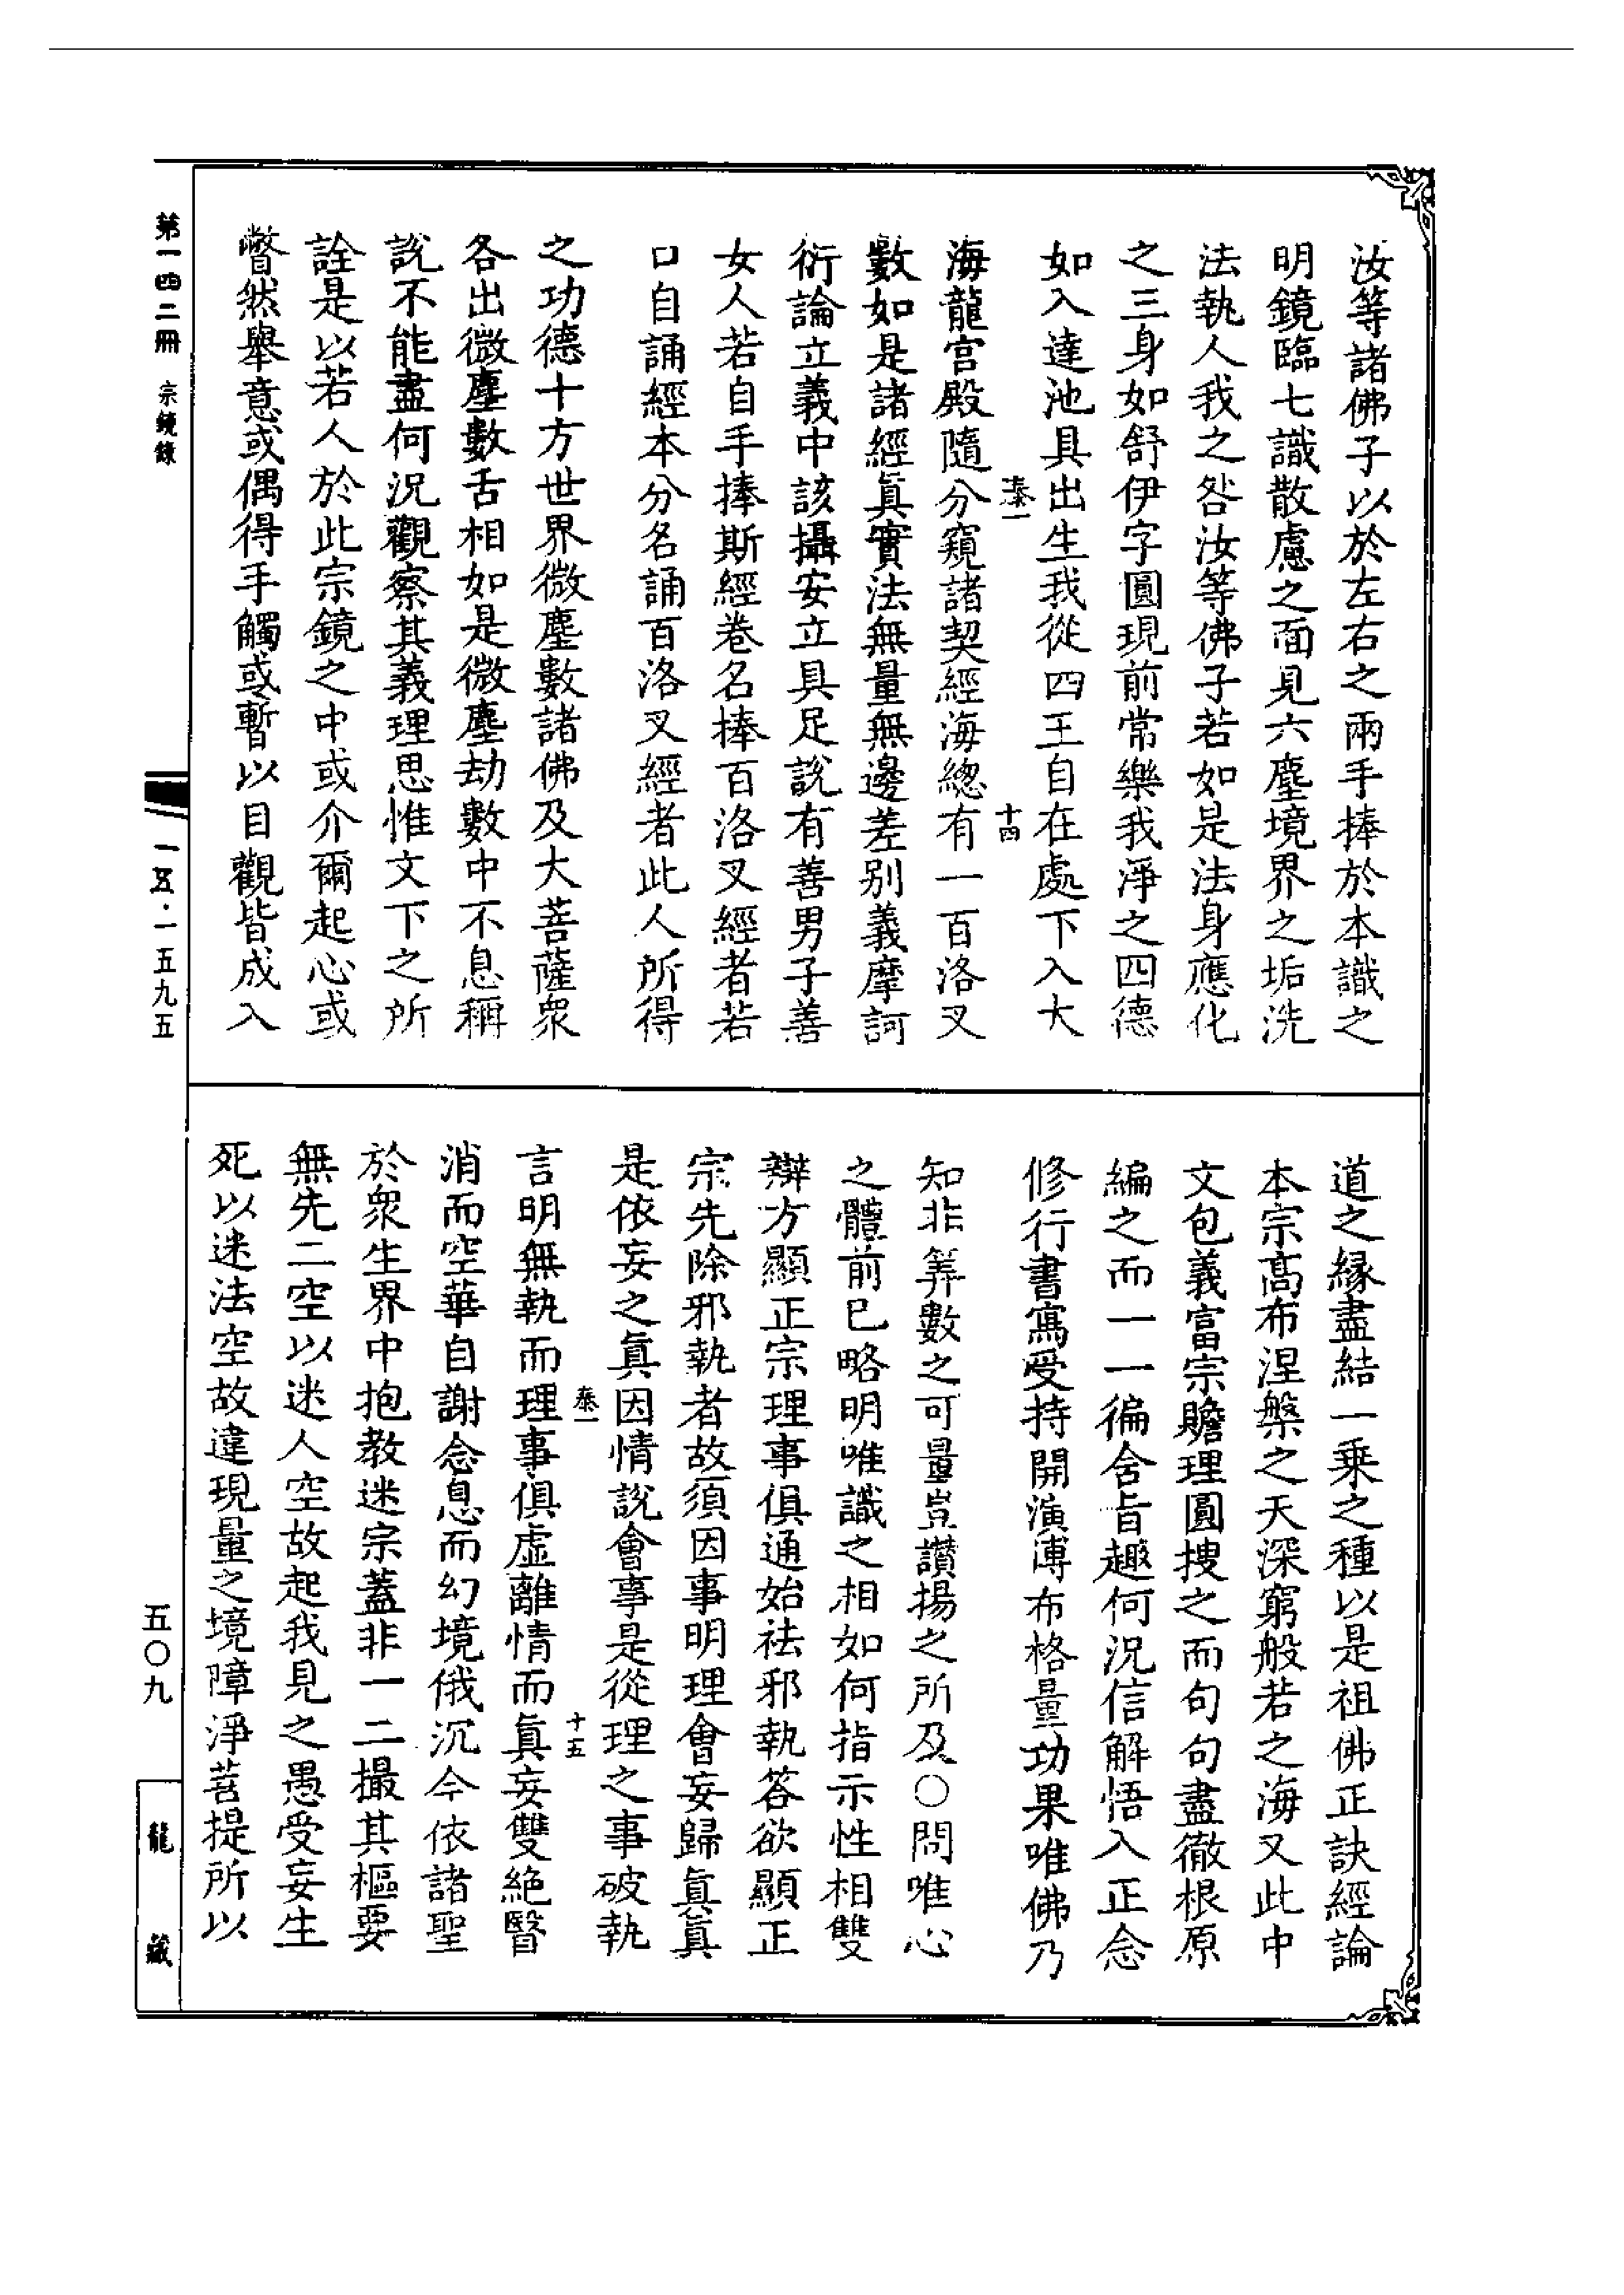 汝等諸佛子以於左右之兩手捧於本識之
明鏡臨七識散慮之面見六塵境界之垢洗
法執人我之咎汝等佛子若如是法身應化
之三身如舒伊字圓現前常樂我淨之四德
如入達池具出生我從四王自在處下入大
秦一
十四
海龍宮殿隨分窺諸契經海總有一百洛叉
數如是諸經眞實法無量無邊差别義摩訶
衍論立義中該攝安立具足說有善男子善
女人若自手捧斯經卷名捧百洛叉經者若
口自誦經本分名誦百洛叉經者此人所得
之功德十方世界微塵數諸佛及大菩薩衆
各出微塵數舌相如是微塵劫數中不息稱
說不能盡何況觀察其義理思惟文下之所
詮是以若人於此宗鏡之中或介爾起心或
瞥然舉意或偶得手觸或暫以目觀皆成入
道之緣盡結一乘之種以是祖佛正訣經論
本宗髙布涅槃之天深窮般若之海又此中
文包義富宗贍理圓搜之而句句盡徹根原
編之而一一徧含旨趣何況信解悟入正念
修行書寫受持開演溥布格量功果唯佛乃
知非筭數之可量豈讚揚之所及○問唯心
之體前已略明唯識之相如何指示性相雙
辯方顯正宗理事俱通始袪邪執答欲顯正
宗先除邪執者故須因事明理會妄歸眞眞
是依妄之眞因情說會事是從理之事破執
秦一
十五
言明無執而理事俱虛離情而眞妄雙絶翳
消而空華自謝念息而幻境俄沉今依諸聖
於衆生界中抱教迷宗蓋非一二撮其樞要
無先二空以迷人空故起我見之愚受妄生
死以迷法空故違現量之境障淨菩提所以
第一四二冊
宗鏡錄
一五·一五九五
五〇九
龍藏